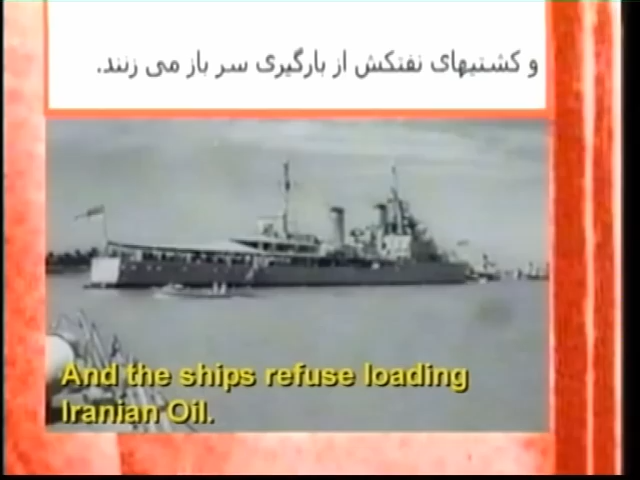 و کشتیهای نفتکش از بارگیری سر باز می زنند.
And the ships refuse loading
Iranian Oil.